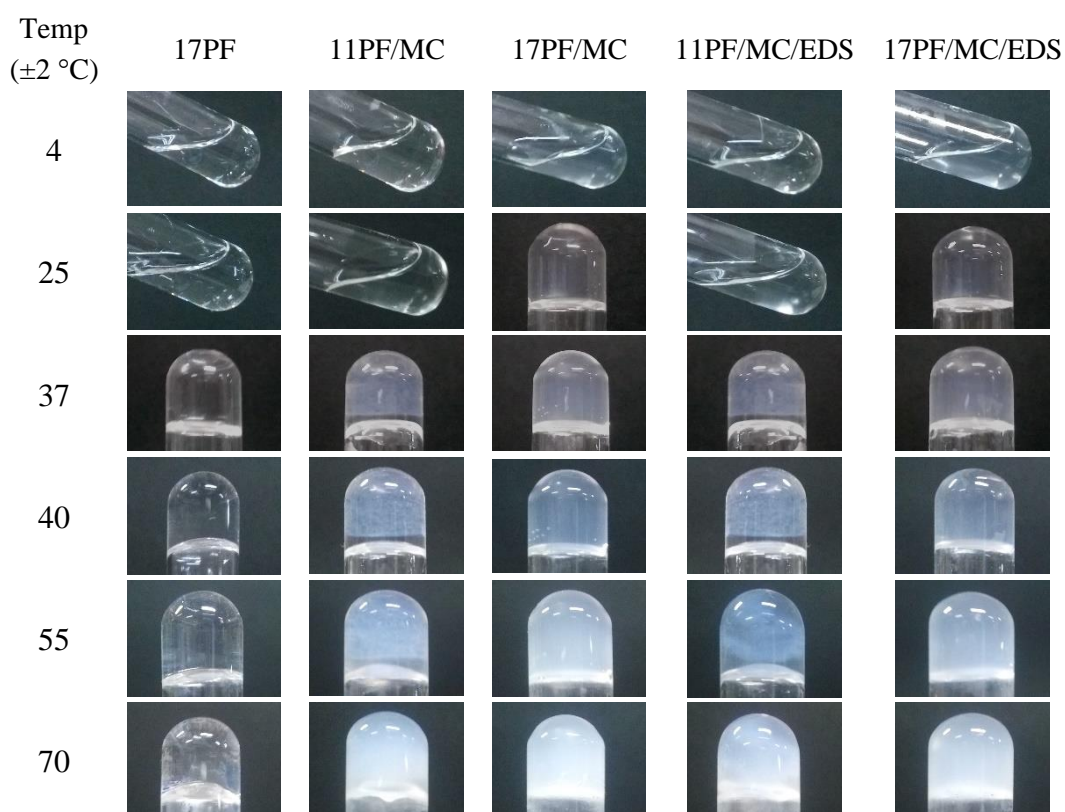 Temp
(±2 °C)
17PF
11PF/MC
17PF/MC
11PF/MC/EDS
17PF/MC/EDS
4
25
37
40
55
70